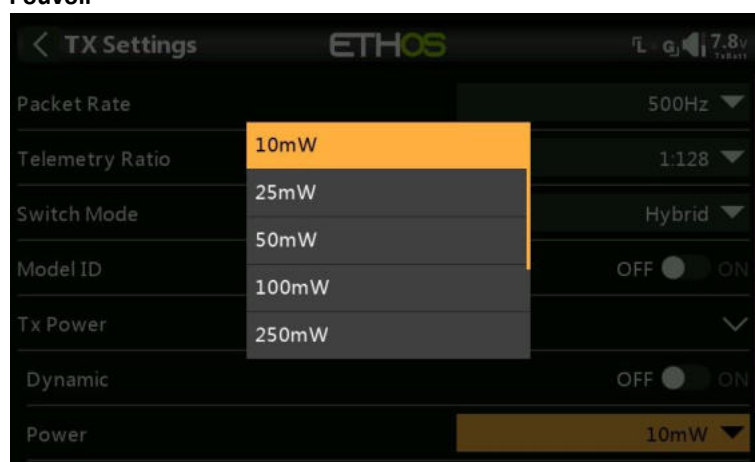 TX Settings ETHOS 7.8v
TxBatt
Packet Rate 500Hz
10mW
Telemetry Ratio 1:128
25mW
Switch Mode Hybrid
50mW
Model ID OFF ON
100mW
Tx Power
250mW
Dynamic OFF ON
Power 10mW